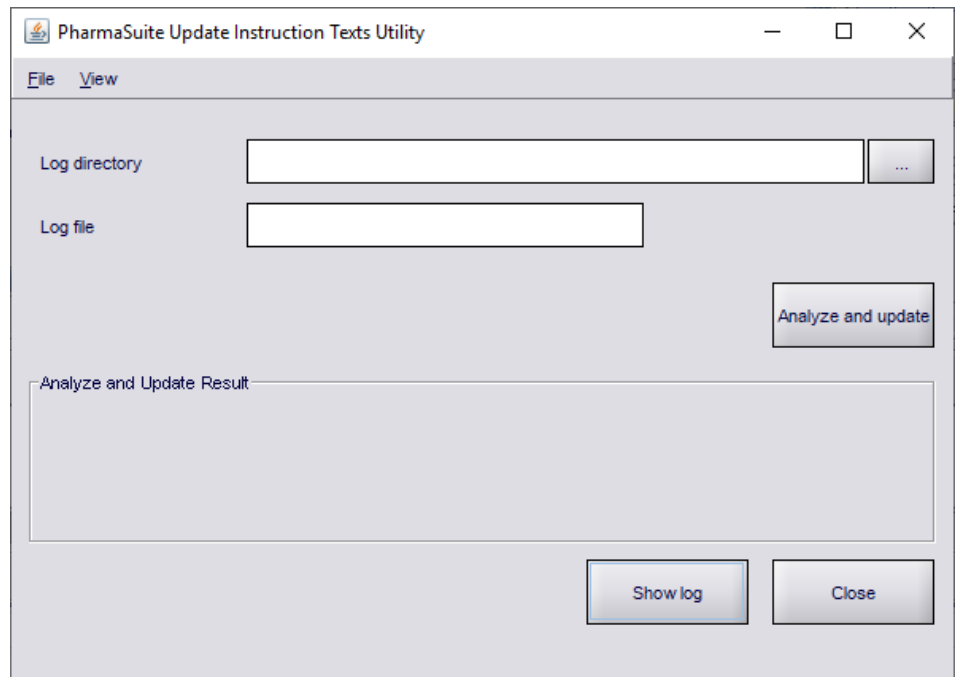 PharmaSuite Update Instruction Texts Utility
File View
Log directory ...
Log file
Analyze and update
Analyze and Update Result
Show log Close